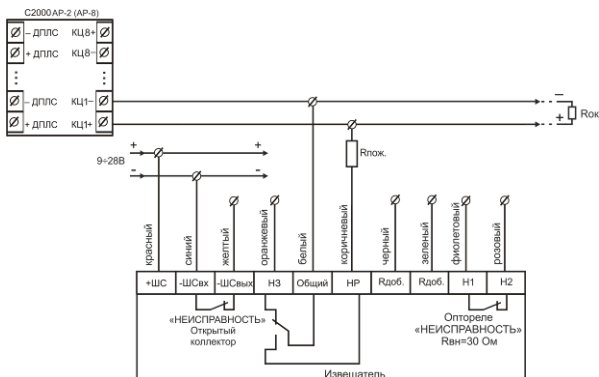 С2000 АР-2 (АР-8)
– ДПЛС КЦ8+
+ ДПЛС КЦ8–
– ДПЛС КЦ1–
+ ДПЛС КЦ1+
–
+
Rок
+ +
9÷28В
- -
Rпож.
красный
синий
желтый
оранжевый
белый
коричневый
черный
зеленый
фиолетовый
розовый
+ШС -ШСвх -ШСвых НЗ Общий НР Rдоб. Rдоб. Н1 Н2
«НЕИСПРАВНОСТЬ»
Открытый
коллектор
Оптореле
«НЕИСПРАВНОСТЬ»
Rвн=30 Ом
Извещатель